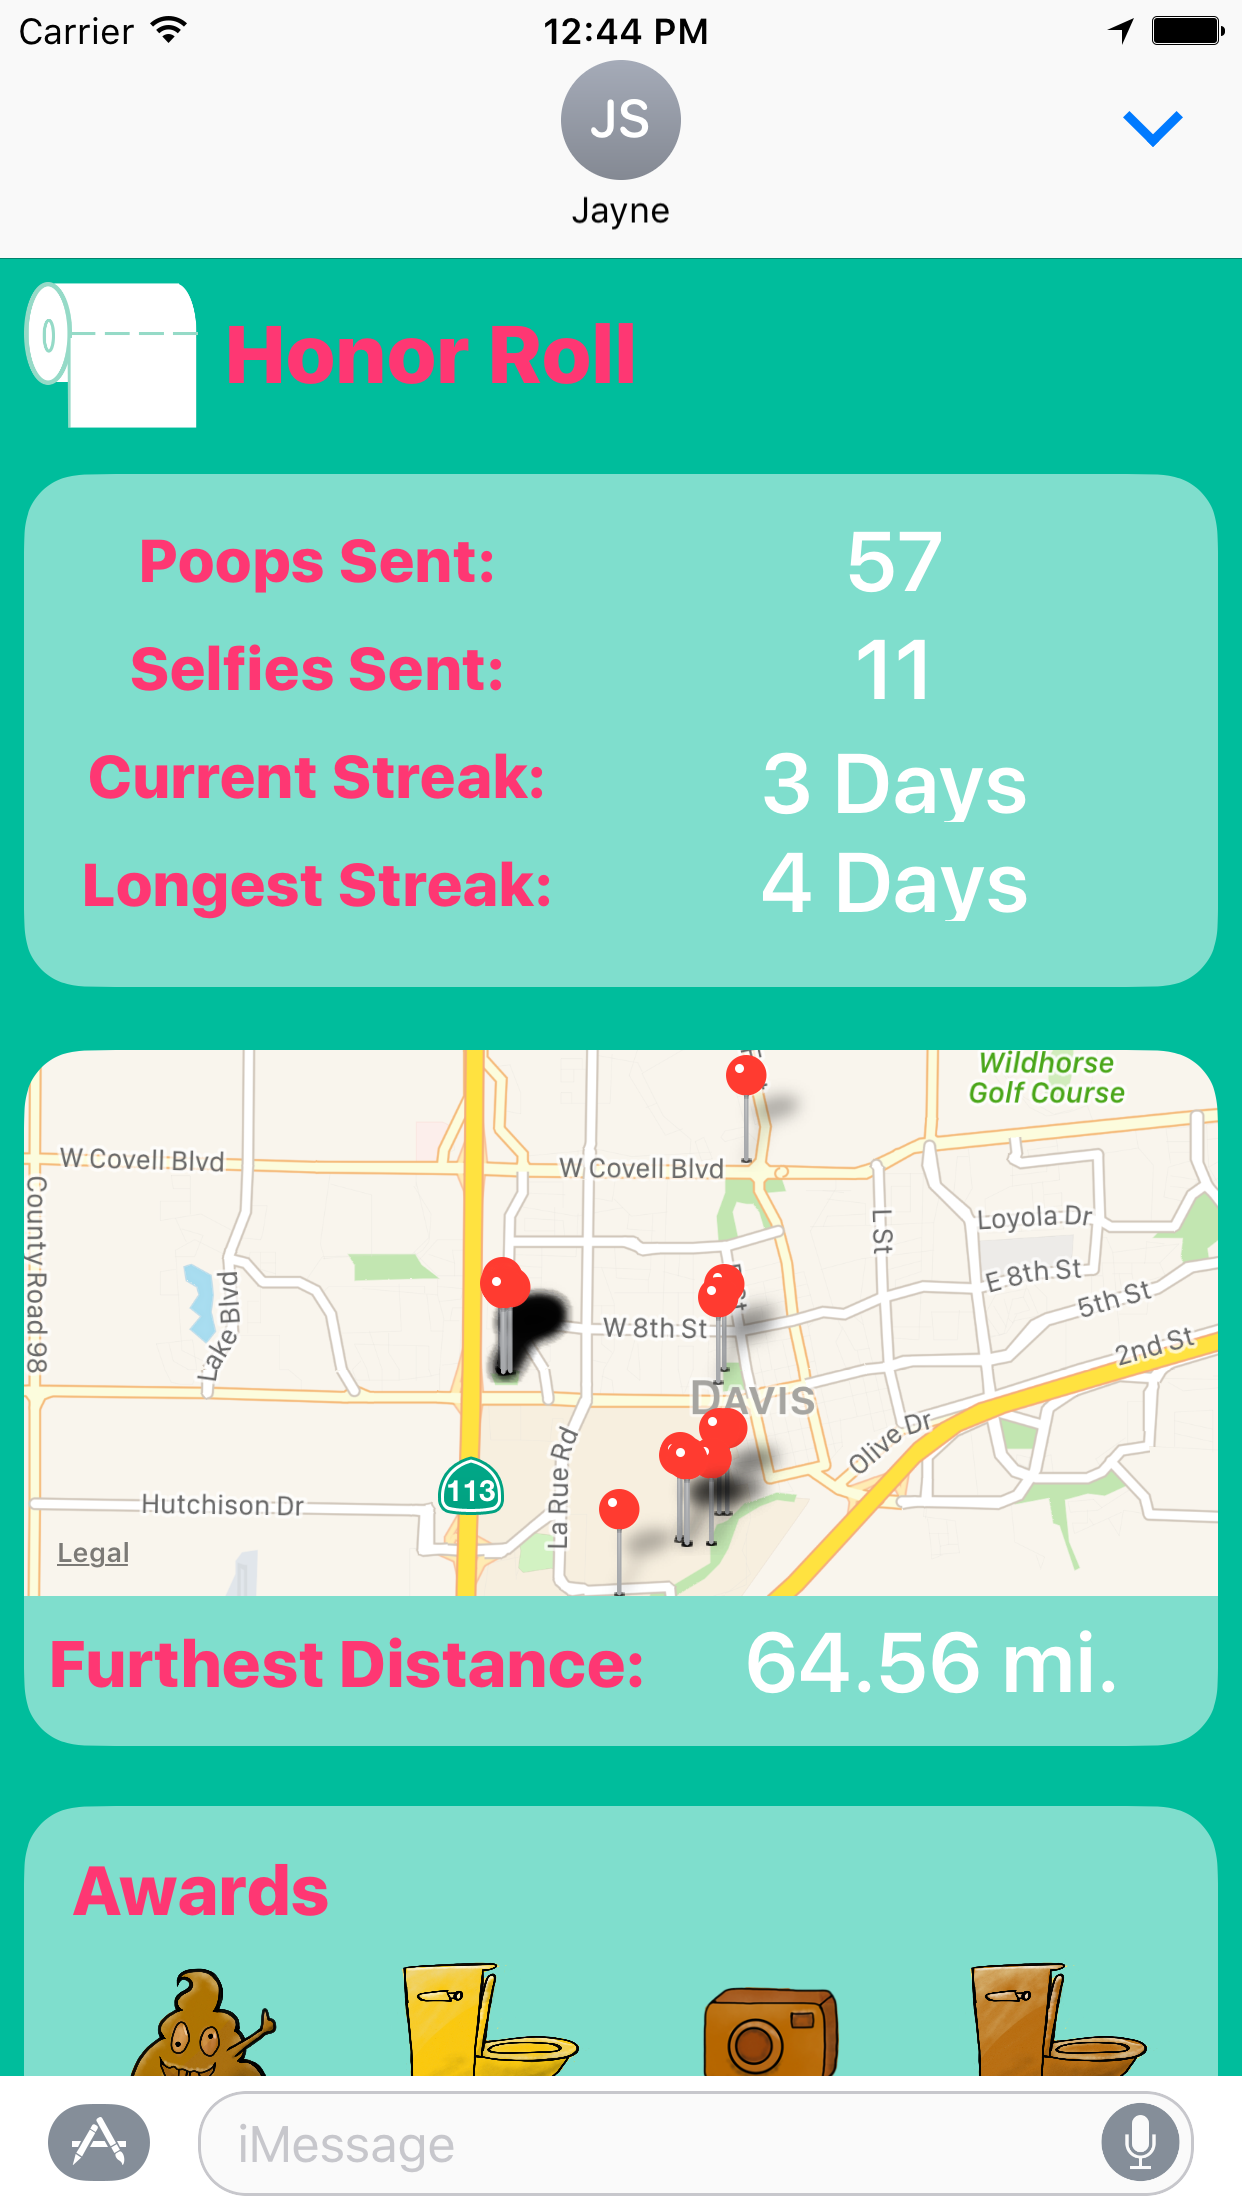 Carrier 12:44 PM
JS
Jayne
Honor Roll
Poops Sent: 57
Selfies Sent: 11
Current Streak: 3 Days
Longest Streak: 4 Days
Wildhorse
Golf Course
W Covell Blvd
W Covell Blvd
County Road 98
L St
Loyola Dr
E 8th St
5th St
Lake Blvd
W 8th St
2nd St
DAVIS
Olive Dr
La Rue Rd
113
Hutchison Dr
Legal
Furthest Distance: 64.56 mi.
Awards
iMessage